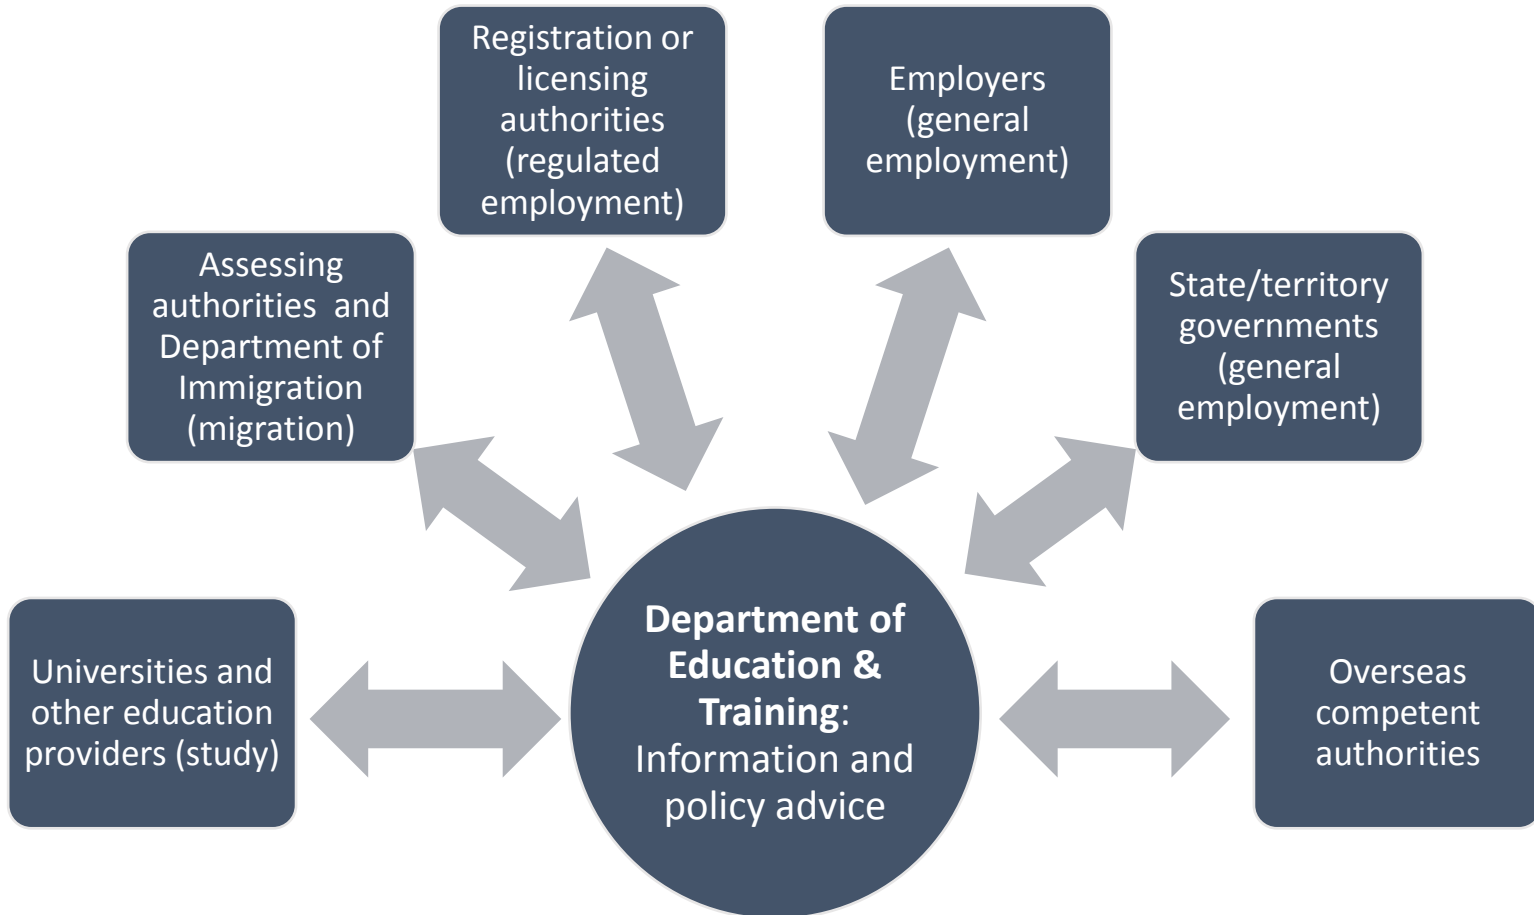 Registration or
licensing
authorities
(regulated
employment)
Employers
(general
employment)
Assessing
authorities  and
Department of
Immigration
(migration)
State/territory
governments
(general
employment)
Universities and
other education
providers (study)
Department of
Education &
Training:
Information and
policy advice
Overseas
competent
authorities